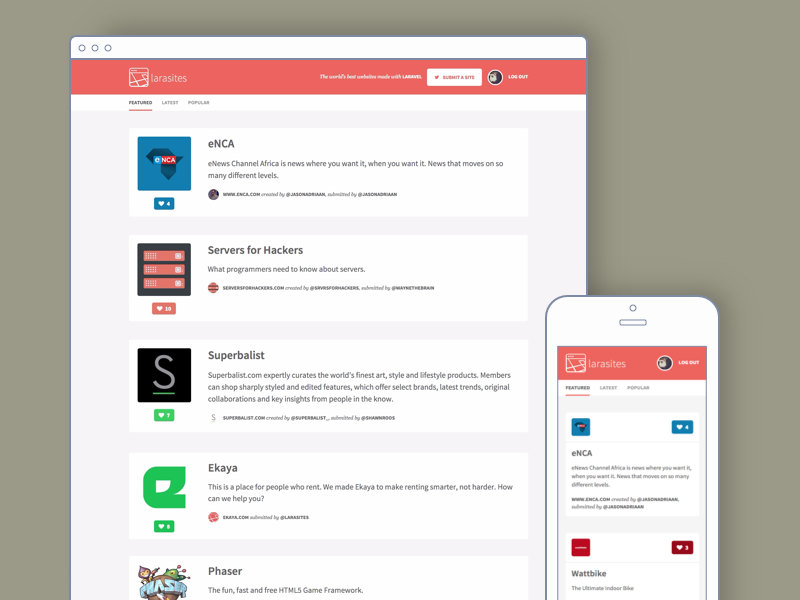 larasites
The world's best websites made with LARAVEL
SUBMIT A SITE
LOG OUT
FEATURED
LATEST
POPULAR
eNCA
eNCA
eNews Channel Africa is news where you want it, when you want it. News that moves on so
many different levels.
WWW.ENCA.COM created by @JASONADRIAAN, submitted by @JASONADRIAAN
4
Servers for Hackers
What programmers need to know about servers.
SERVERSFORHACKERS.COM created by @SRVRSFORHACKERS, submitted by @WAYNETHEBRAIN
10
S
Superbalist
Superbalist.com expertly curates the world's finest art, style and lifestyle products. Members
can shop sharply styled and edited features, which offer select brands, latest trends, original
collaborations and key insights from people in the know.
S
SUPERBALIST.COM created by @SUPERBALIST_, submitted by @SHAWNROOS
7
e
Ekaya
This is a place for people who rent. We made Ekaya to make renting smarter, not harder. How
can we help you?
EKAYA.COM submitted by @LARASITES
8
PHASER
Phaser
The fun, fast and free HTML5 Game Framework.
larasites
LOG OUT
FEATURED
LATEST
POPULAR
4
eNCA
eNews Channel Africa is news where you want it,
when you want it. News that moves on so many
different levels.
WWW.ENCA.COM created by @JASONADRIAAN,
submitted by @JASONADRIAAN
3
Wattbike
The Ultimate Indoor Bike